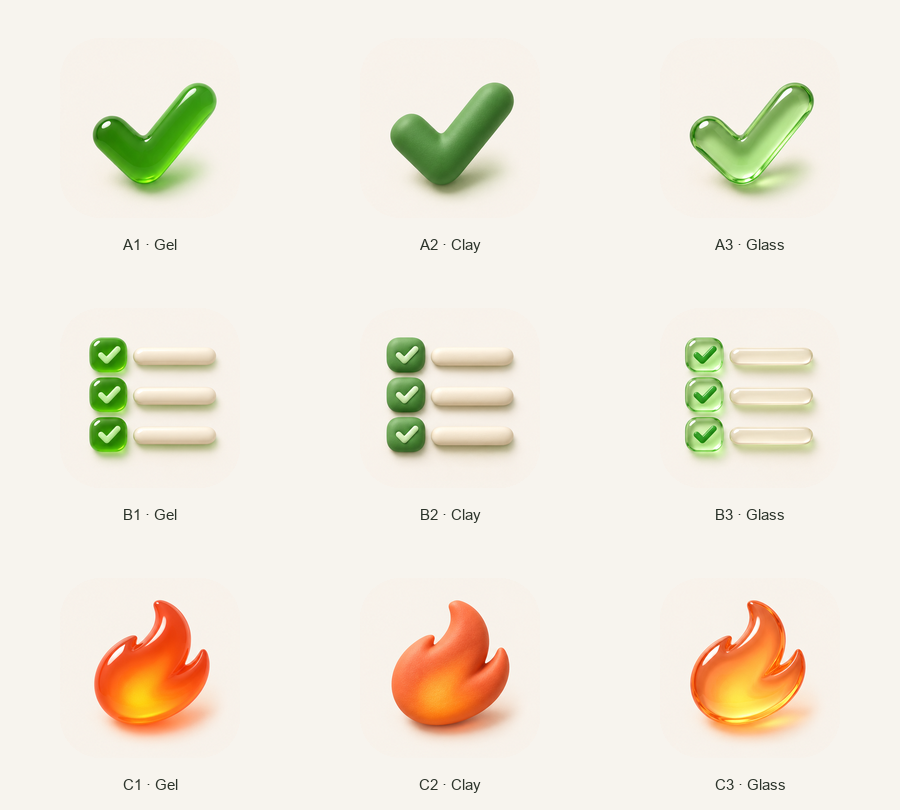 A1 · Gel
A2 · Clay
A3 · Glass
B1 · Gel
B2 · Clay
B3 · Glass
C1 · Gel
C2 · Clay
C3 · Glass